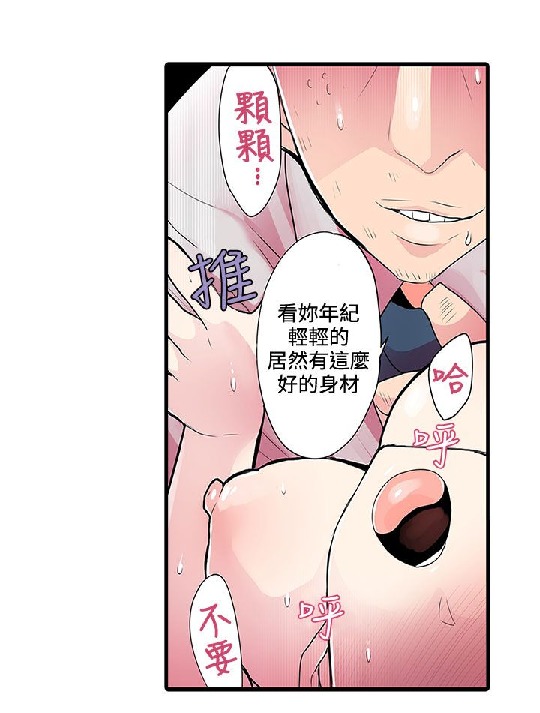 顆
顆
…
推
看妳年紀
輕輕的
居然有這麼
好的身材
哈
呼
呼
不
要